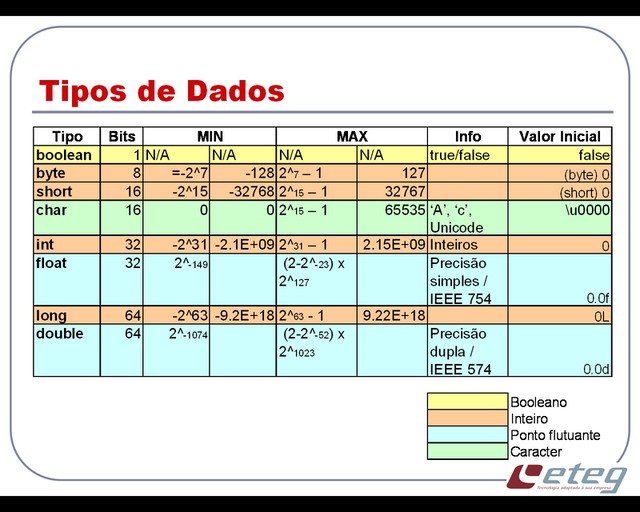 Tipos de Dados
Tipo Bits MIN MAX Info Valor Inicial
boolean 1 N/A N/A N/A N/A true/false false
byte 8 =-2^7 -128 2^7 – 1 127 (byte) 0
short 16 -2^15 -32768 2^15 – 1 32767 (short) 0
char 16 0 0 2^15 – 1 65535 ‘A’, ‘c’, \u0000
Unicode
int 32 -2^31 -2.1E+09 2^31 – 1 2.15E+09 Inteiros 0
float 32 2^-149 (2-2^-23) x Precisão
2^127 simples /
IEEE 754 0.0f
long 64 -2^63 -9.2E+18 2^63 - 1 9.22E+18 0L
double 64 2^-1074 (2-2^-52) x Precisão
2^1023 dupla /
IEEE 574 0.0d
Booleano
Inteiro
Ponto flutuante
Caracter
eteg
Tecnologia adaptada à sua empresa